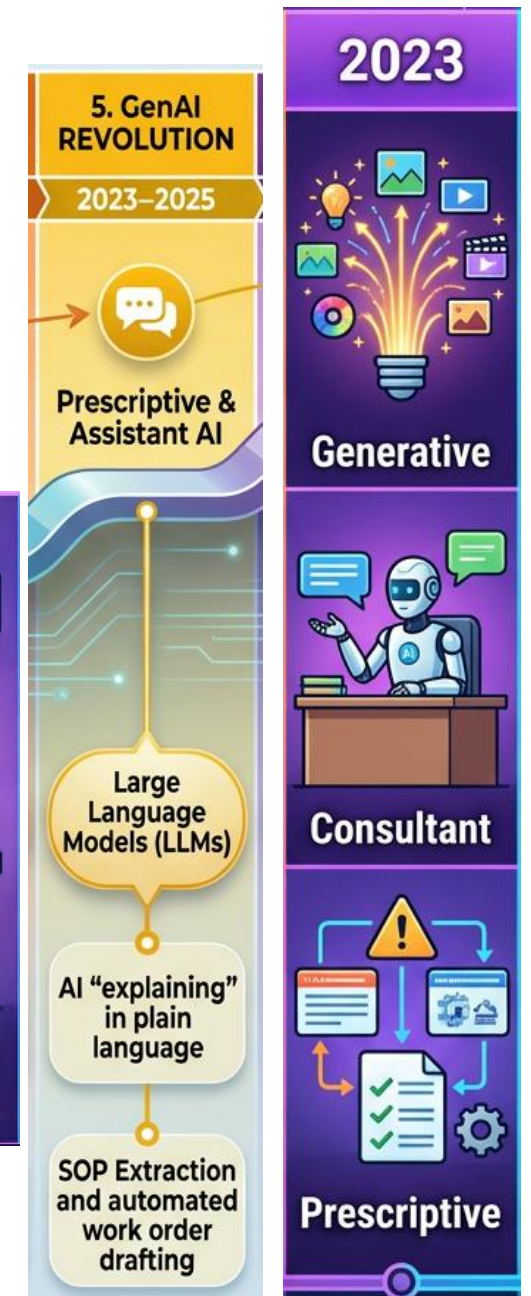 5. GenAI
REVOLUTION
2023–2025
Prescriptive &
Assistant AI
Large
Language
Models (LLMs)
AI “explaining”
in plain
language
SOP Extraction
and automated
work order
drafting
2023
Generative
AI
Consultant
Prescriptive